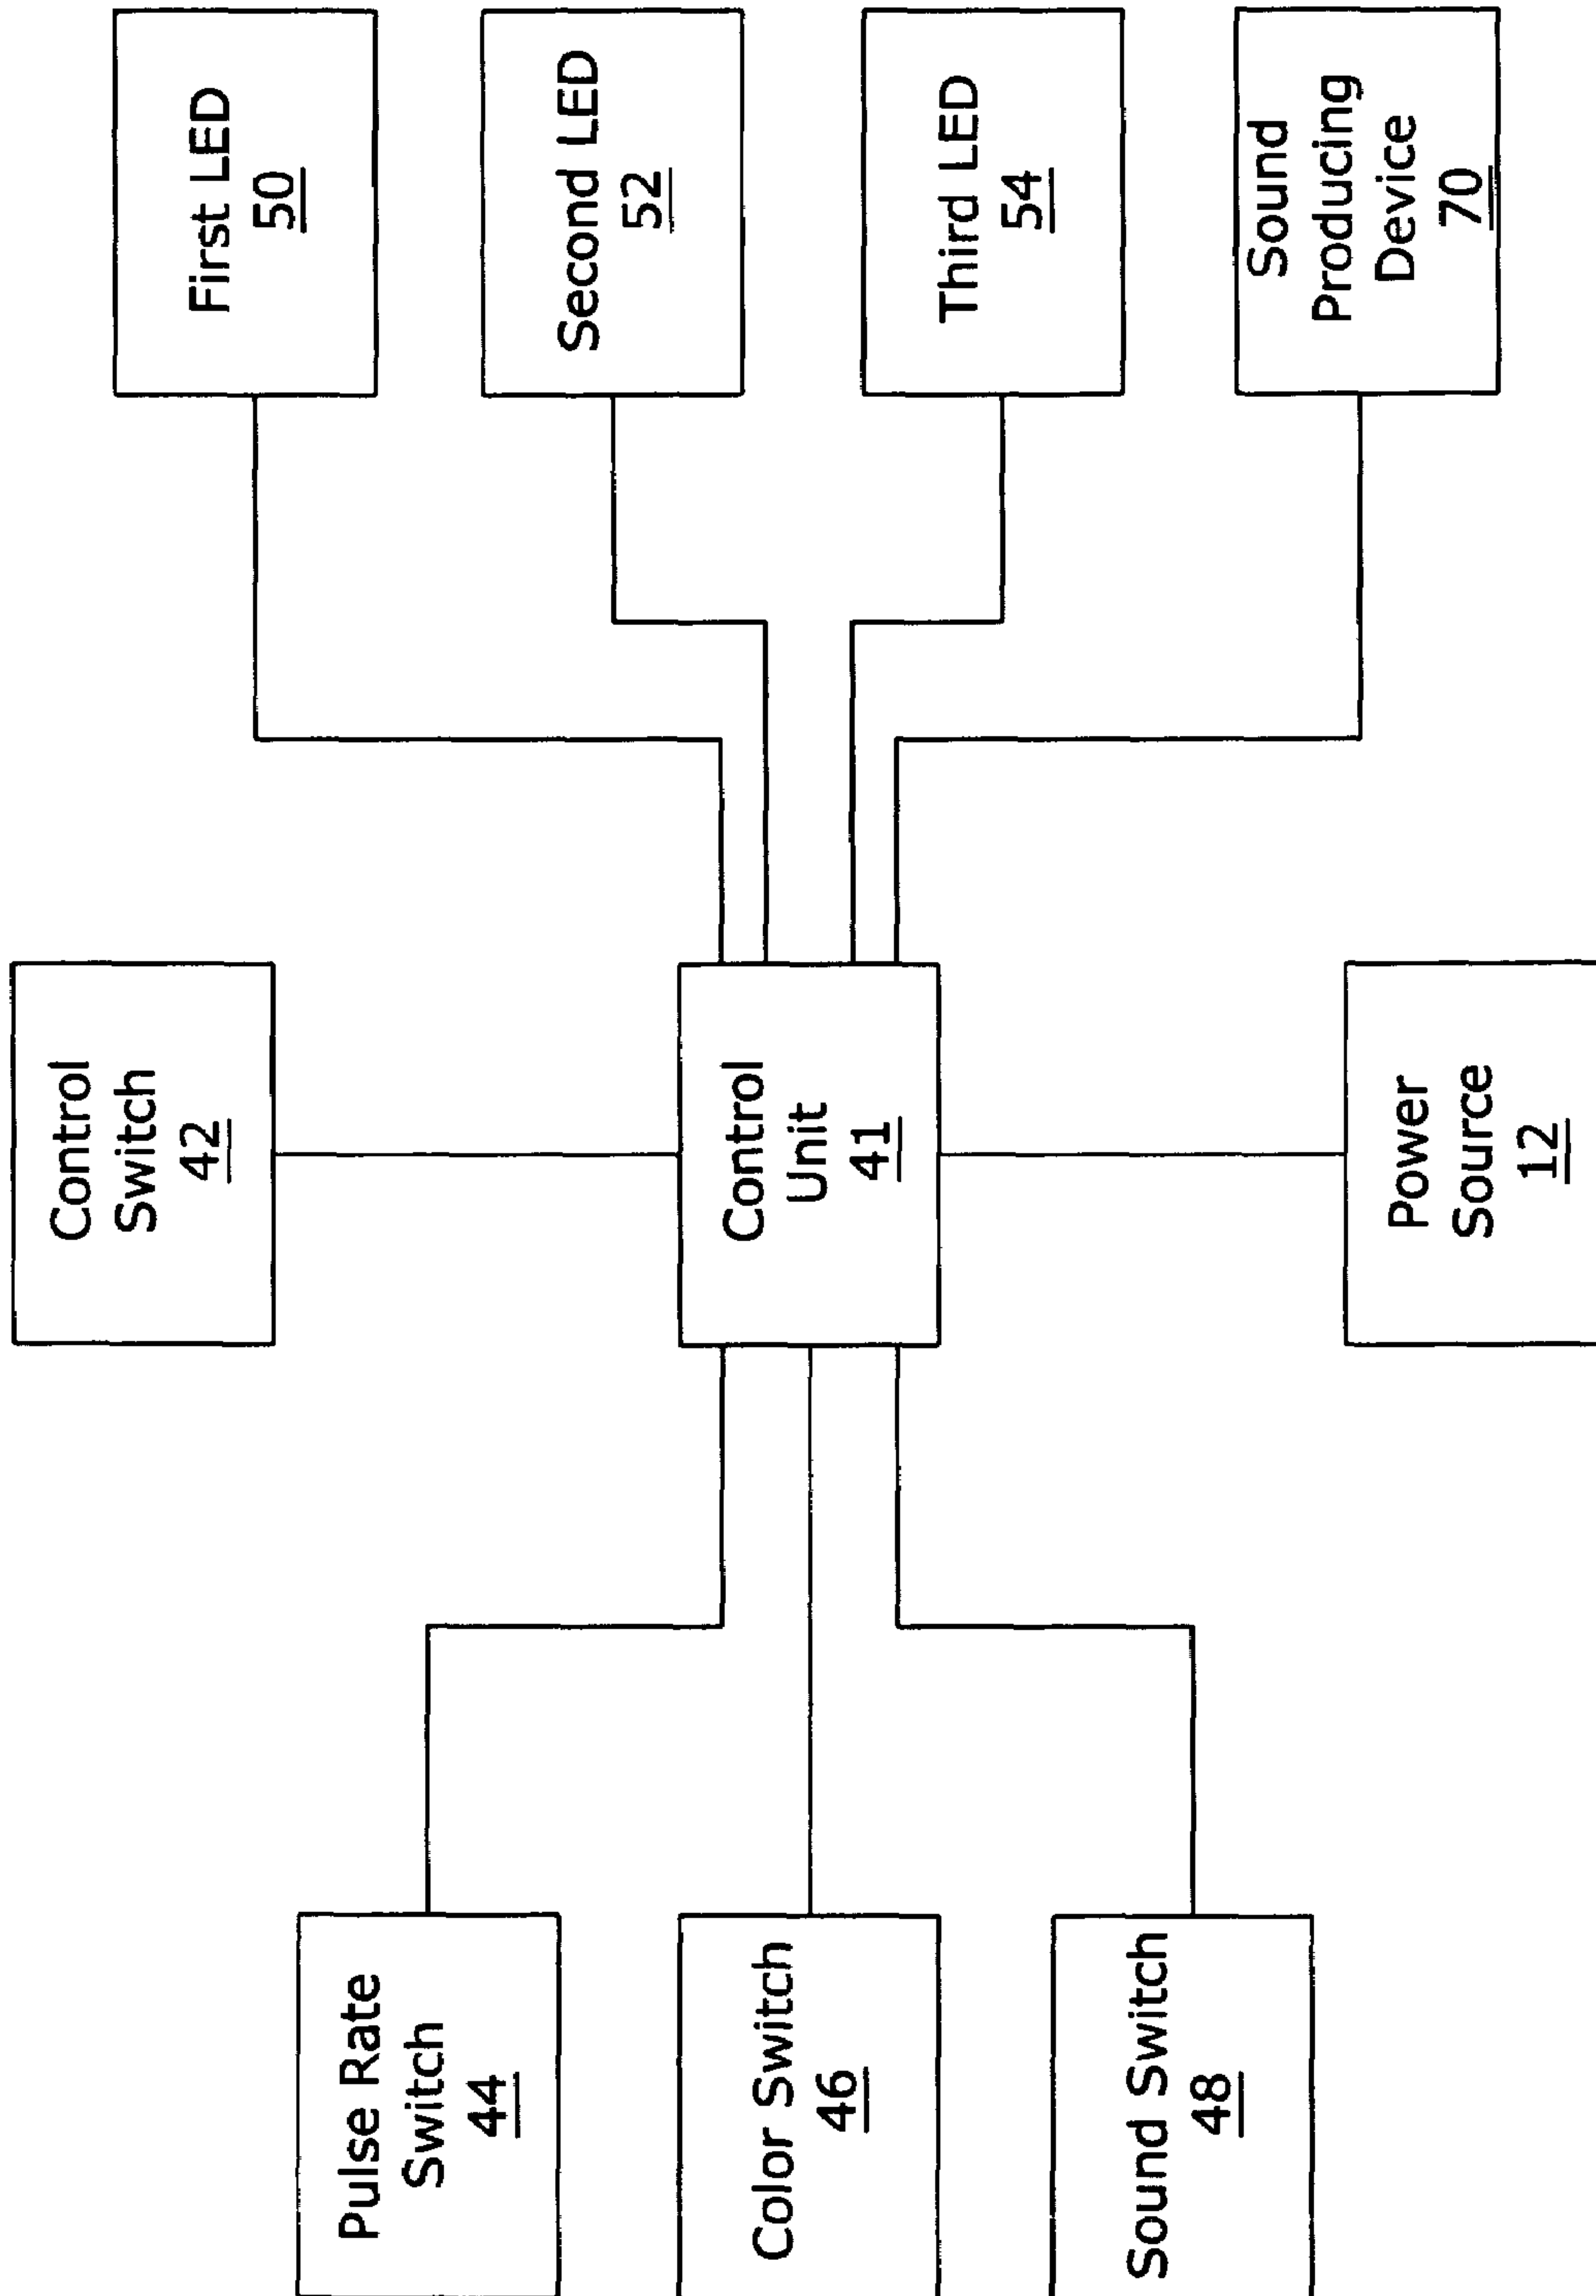 Control
Switch
42
Pulse Rate
Switch
44
First LED
50
Second LED
52
Color Switch
46
Control
Unit
41
Third LED
54
Sound Switch
48
Sound
Producing
Device
70
Power
Source
12